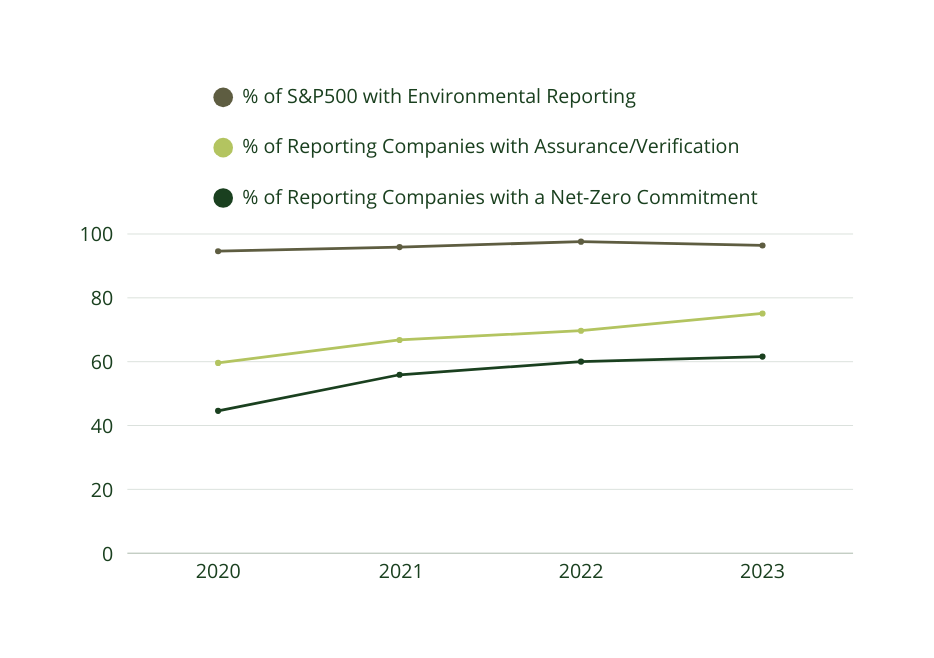 % of S&P500 with Environmental Reporting
% of Reporting Companies with Assurance/Verification
% of Reporting Companies with a Net-Zero Commitment
100
80
60
40
20
0
2020 2021 2022 2023